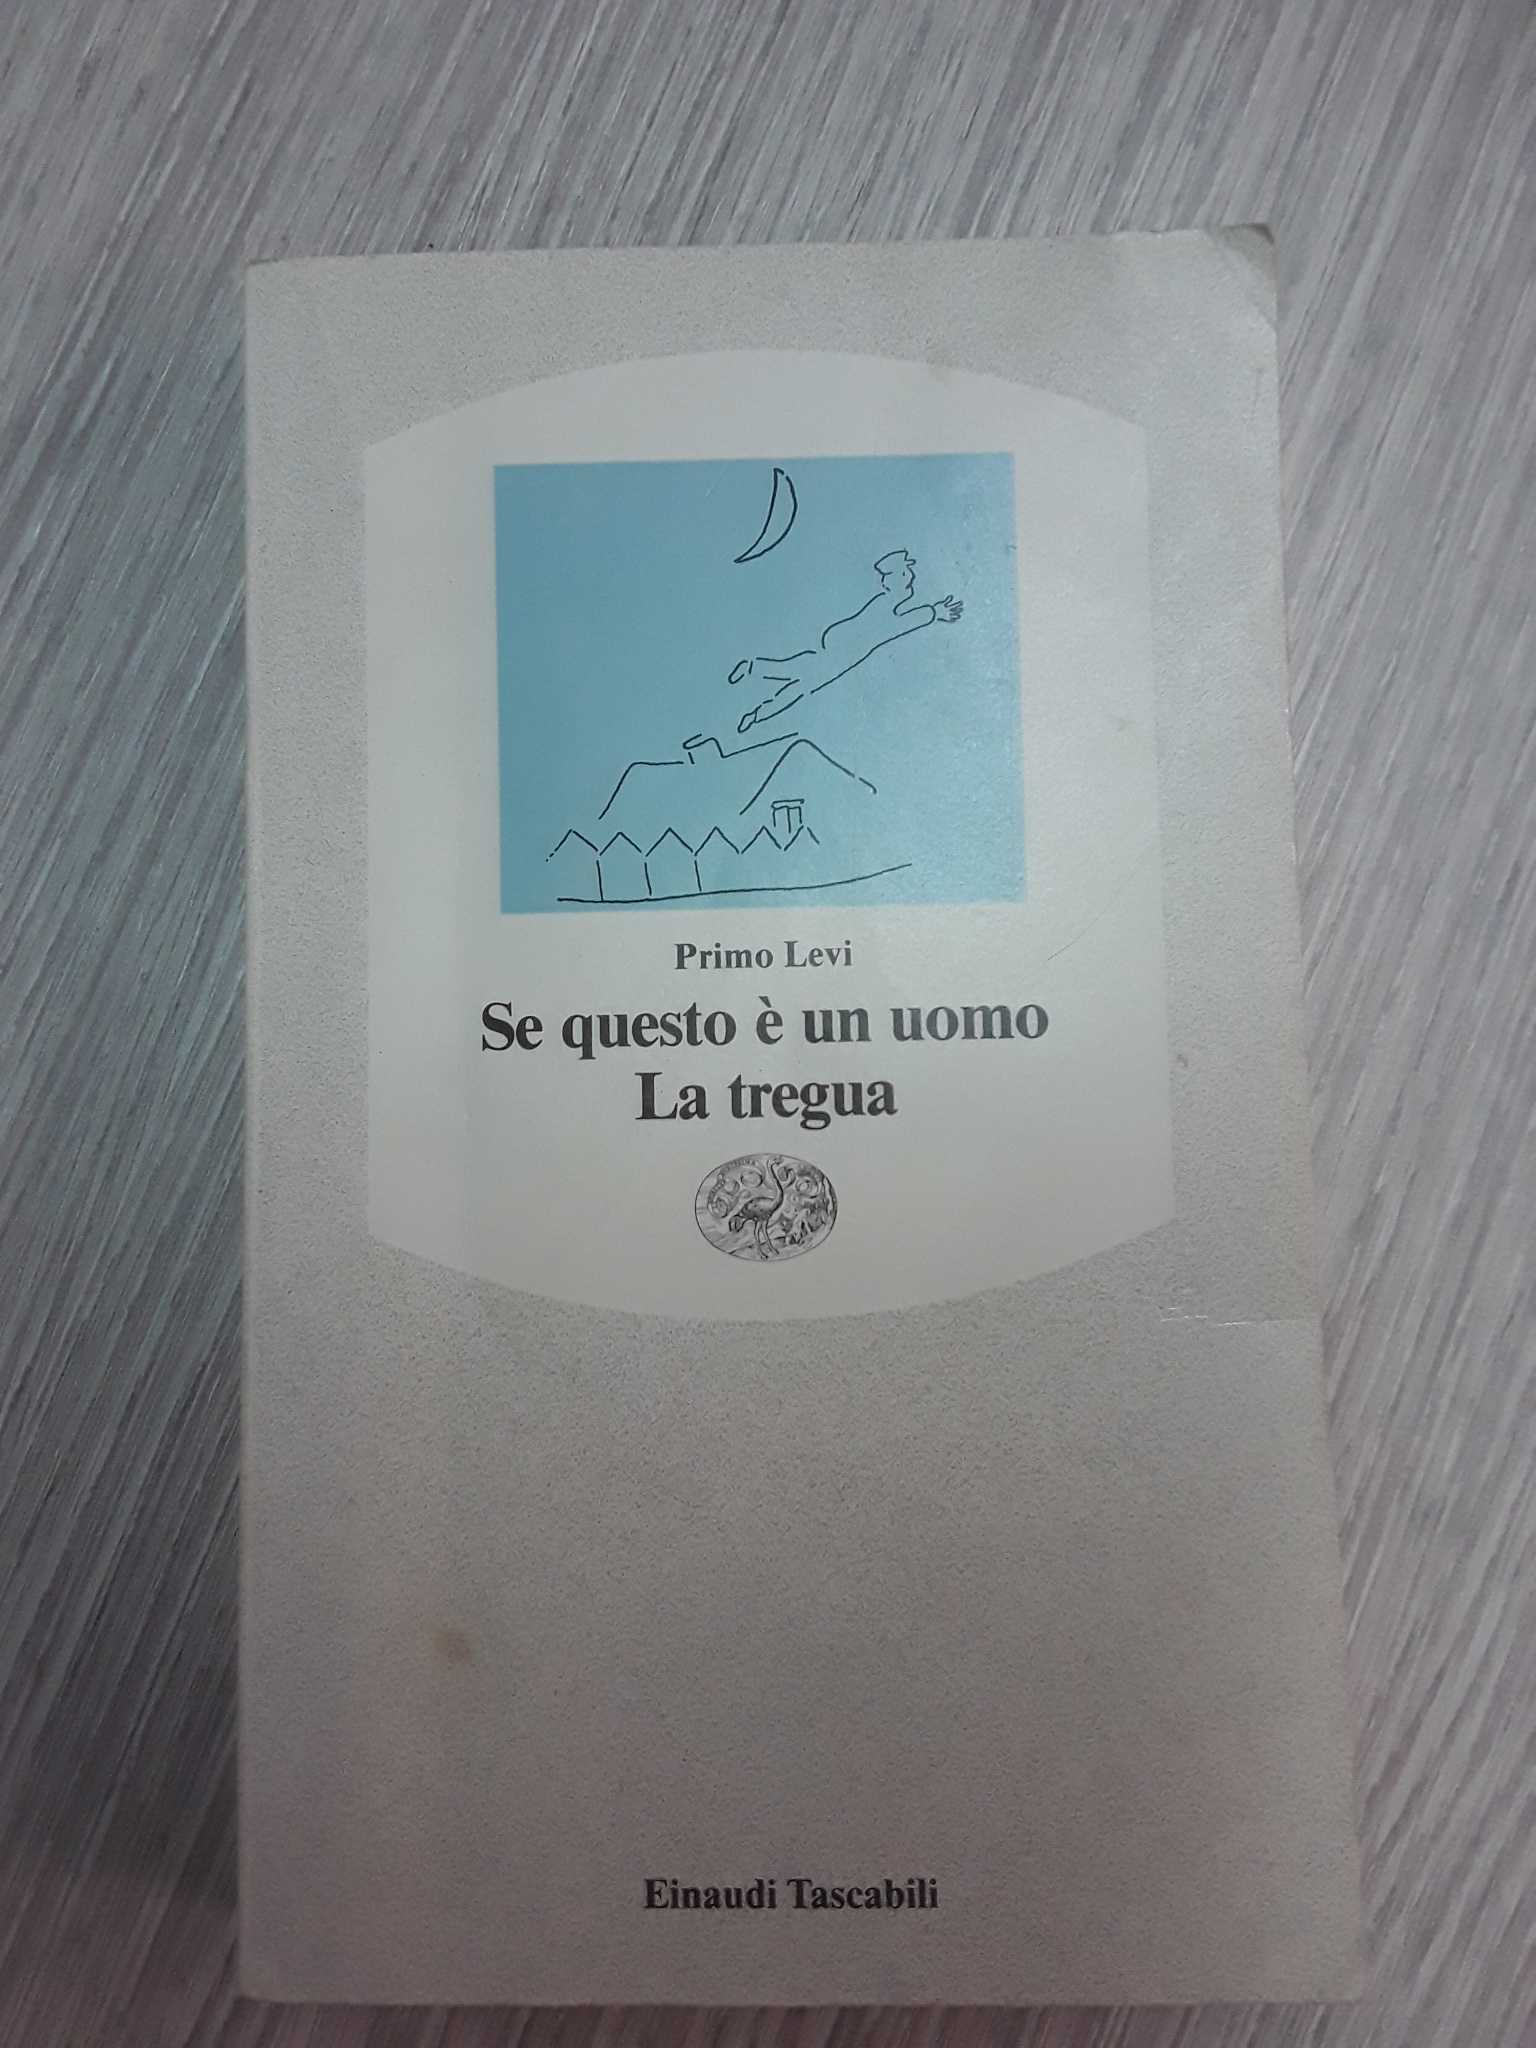 Primo Levi
Se questo è un uomo
La tregua
Einaudi Tascabili